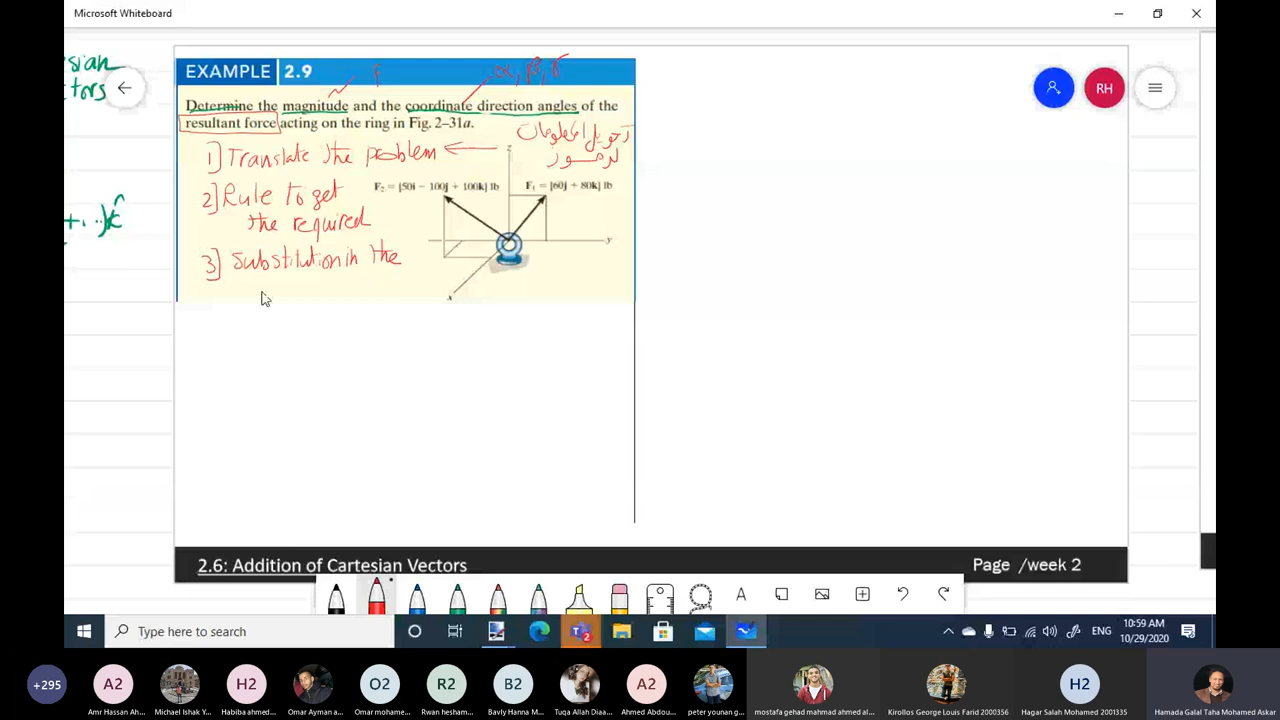 Microsoft Whiteboard
EXAMPLE 2.9
F
α, β, γ
Determine the magnitude and the coordinate direction angles of the
resultant force acting on the ring in Fig. 2–31a.
تحويل المعلومات
لرموز
1] Translate the problem
2] Rule to get
the required
3] Substitution in the
z
F₂ = {50i − 100j + 100k} lb
F₁ = {60j + 80k} lb
y
x
2.6: Addition of Cartesian Vectors
Page /week 2
RH
A
Type here to search
2
ENG
10:59 AM
10/29/2020
+295
A2
Amr Hassan Ah...
Michael Ishak Y...
H2
Habiba ahmed...
Omar Ayman a...
O2
Omar mohame...
R2
Rwan hesham...
B2
Bavly Hanna M...
Tuqa Allah Diaa...
A2
Ahmed Abdou...
peter younan g...
mostafa gehad mahmad ahmed al...
Kirollos George Louis Farid 2000356
H2
Hagar Salah Mohamed 2001335
Hamada Galal Taha Mohamed Askar